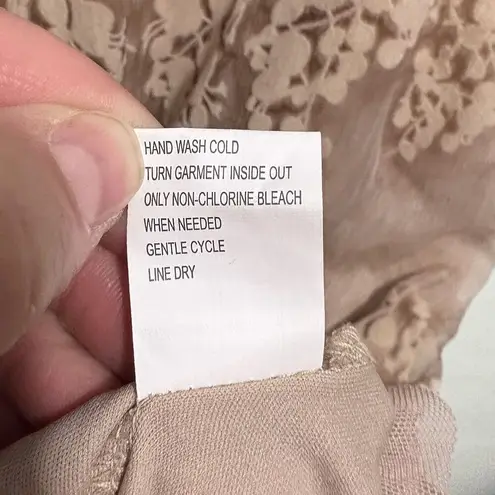 HAND WASH COLD
TURN GARMENT INSIDE OUT
ONLY NON-CHLORINE BLEACH
WHEN NEEDED
GENTLE CYCLE
LINE DRY